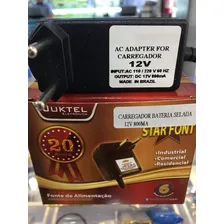 AC ADAPTER FOR
CARREGADOR
12V
INPUT:AC 110 / 220 V 60 HZ
OUTPUT: DC 12V 800mA
MADE IN BRAZIL
JUKTEL
CARREGADOR BATERIA SELADA
12V 800MA
STAR FONT
20
•Industrial
•Comercial
•Residencial
6
Fonte de Alimentação